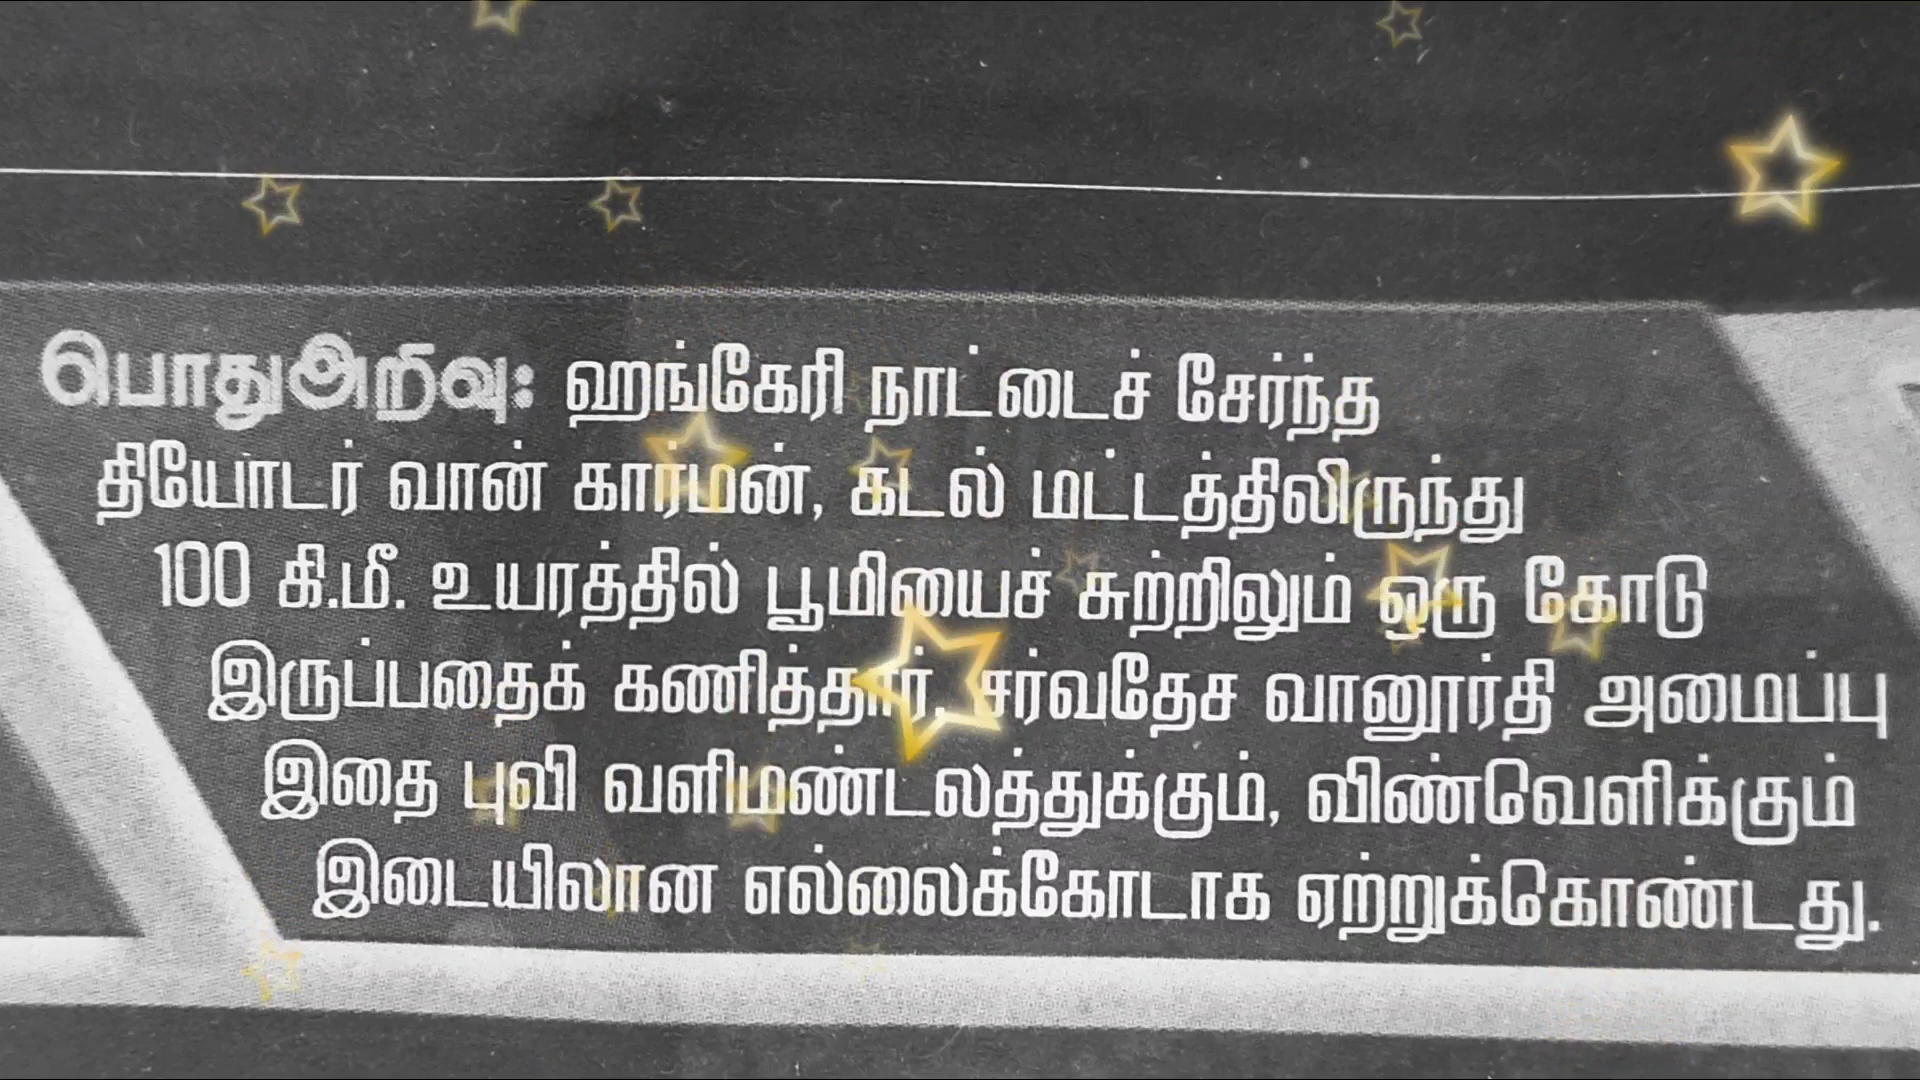 பொதுஅறிவு: ஹங்கேரி நாட்டைச் சேர்ந்த
தியோடர் வான் கார்மன், கடல் மட்டத்திலிருந்து
100 கி.மீ. உயரத்தில் பூமியைச் சுற்றிலும் ஒரு கோடு
இருப்பதைக் கணித்தார். சர்வதேச வானூர்தி அமைப்பு
இதை புவி வளிமண்டலத்துக்கும், விண்வெளிக்கும்
இடையிலான எல்லைக்கோடாக ஏற்றுக்கொண்டது.